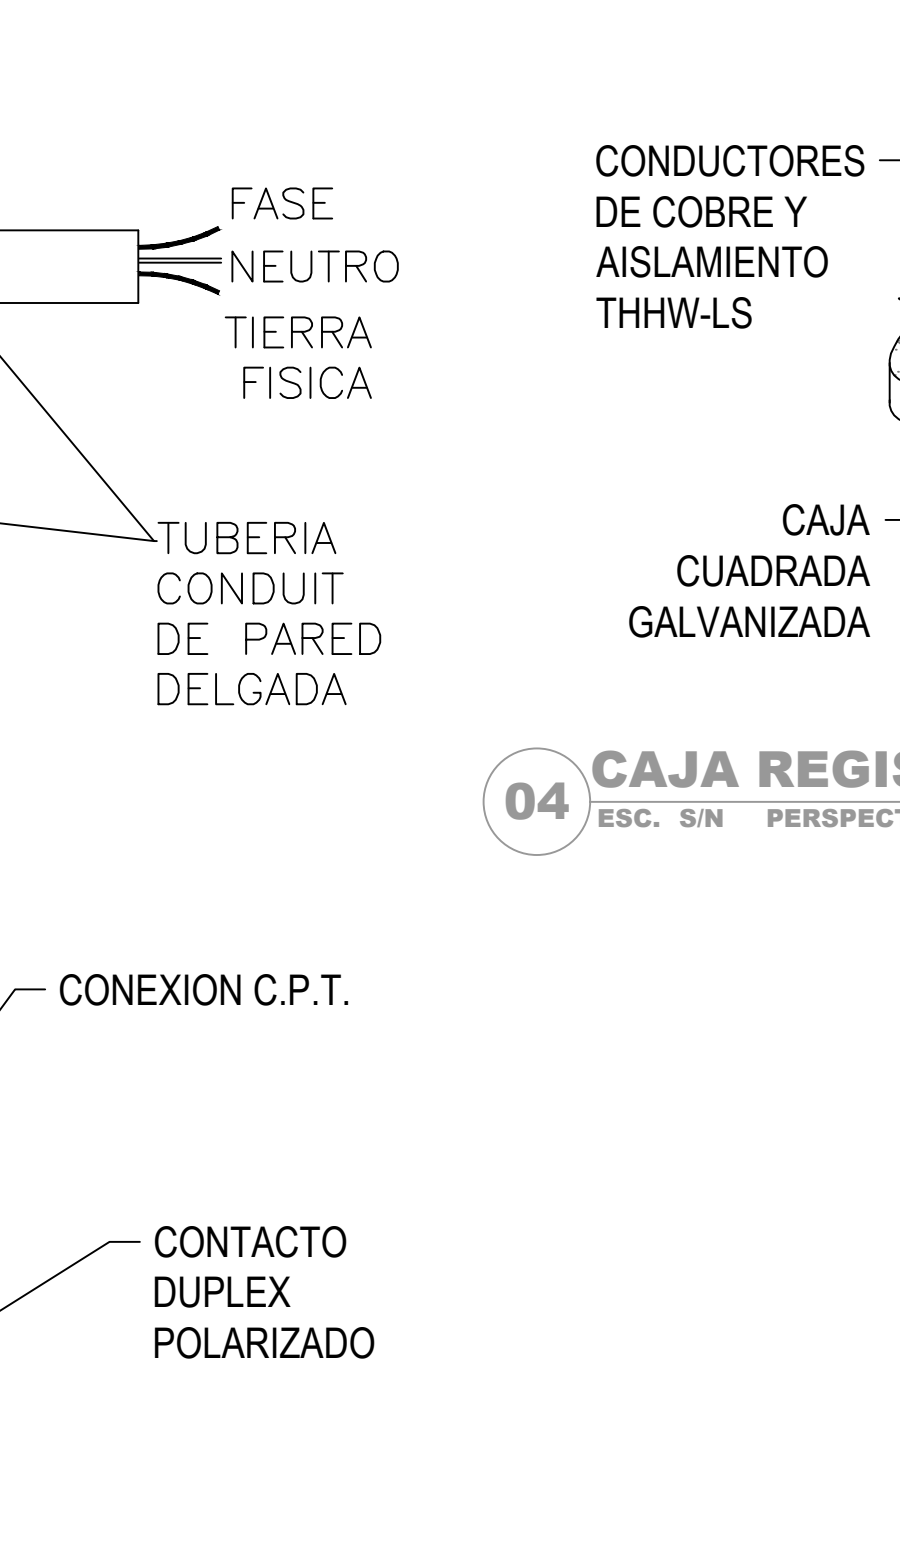 FASE
NEUTRO
TIERRA
FISICA
TUBERIA
CONDUIT
DE PARED
DELGADA
CONDUCTORES
DE COBRE Y
AISLAMIENTO
THHW-LS
CAJA
CUADRADA
GALVANIZADA
04
CAJA
ESC. S/N
CONEXION C.P.T.
CONTACTO
DUPLEX
POLARIZADO